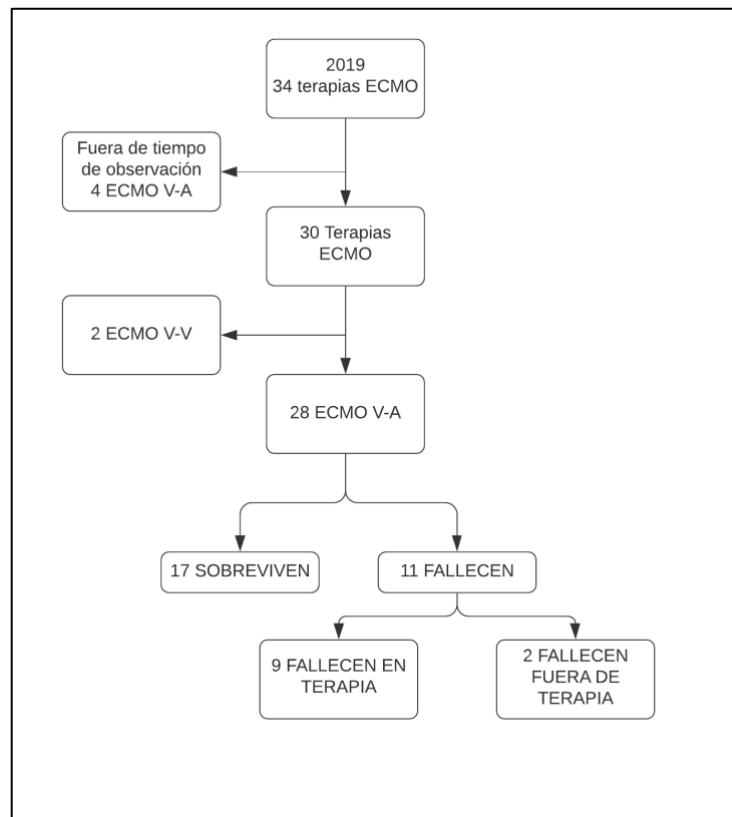 2019
34 terapias ECMO
Fuera de tiempo
de observación
4 ECMO V-A
30 Terapias
ECMO
2 ECMO V-V
28 ECMO V-A
17 SOBREVIVEN
11 FALLECEN
9 FALLECEN EN
TERAPIA
2 FALLECEN
FUERA DE
TERAPIA